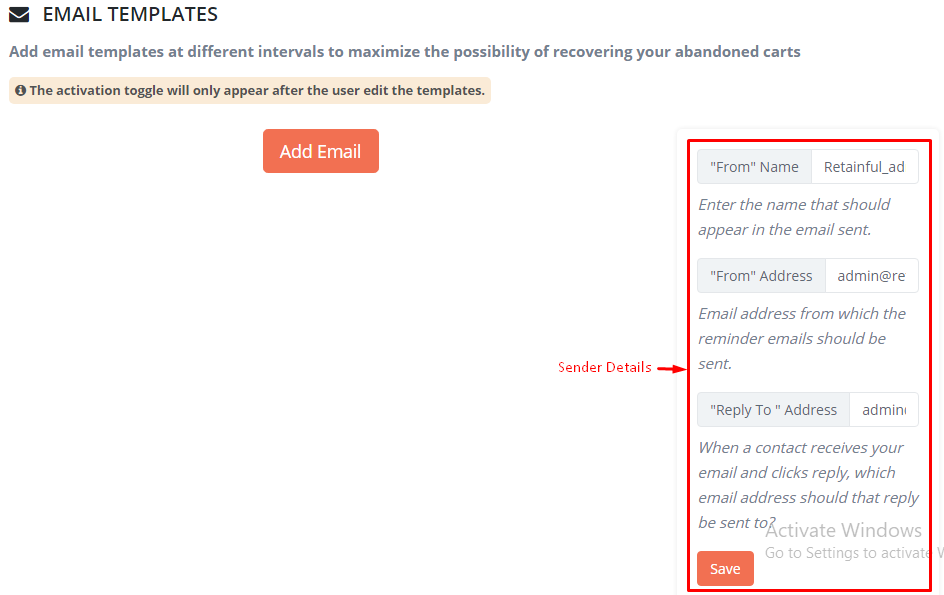 EMAIL TEMPLATES
Add email templates at different intervals to maximize the possibility of recovering your abandoned carts
The activation toggle will only appear after the user edit the templates.
Add Email
"From" Name Retainful_ad
Enter the name that should
appear in the email sent.
"From" Address admin@re
Email address from which the
reminder emails should be
sent.
Sender Details
"Reply To " Address admin
When a contact receives your
email and clicks reply, which
email address should that reply
be sent to?
Activate Windows
Go to Settings to activate W
Save